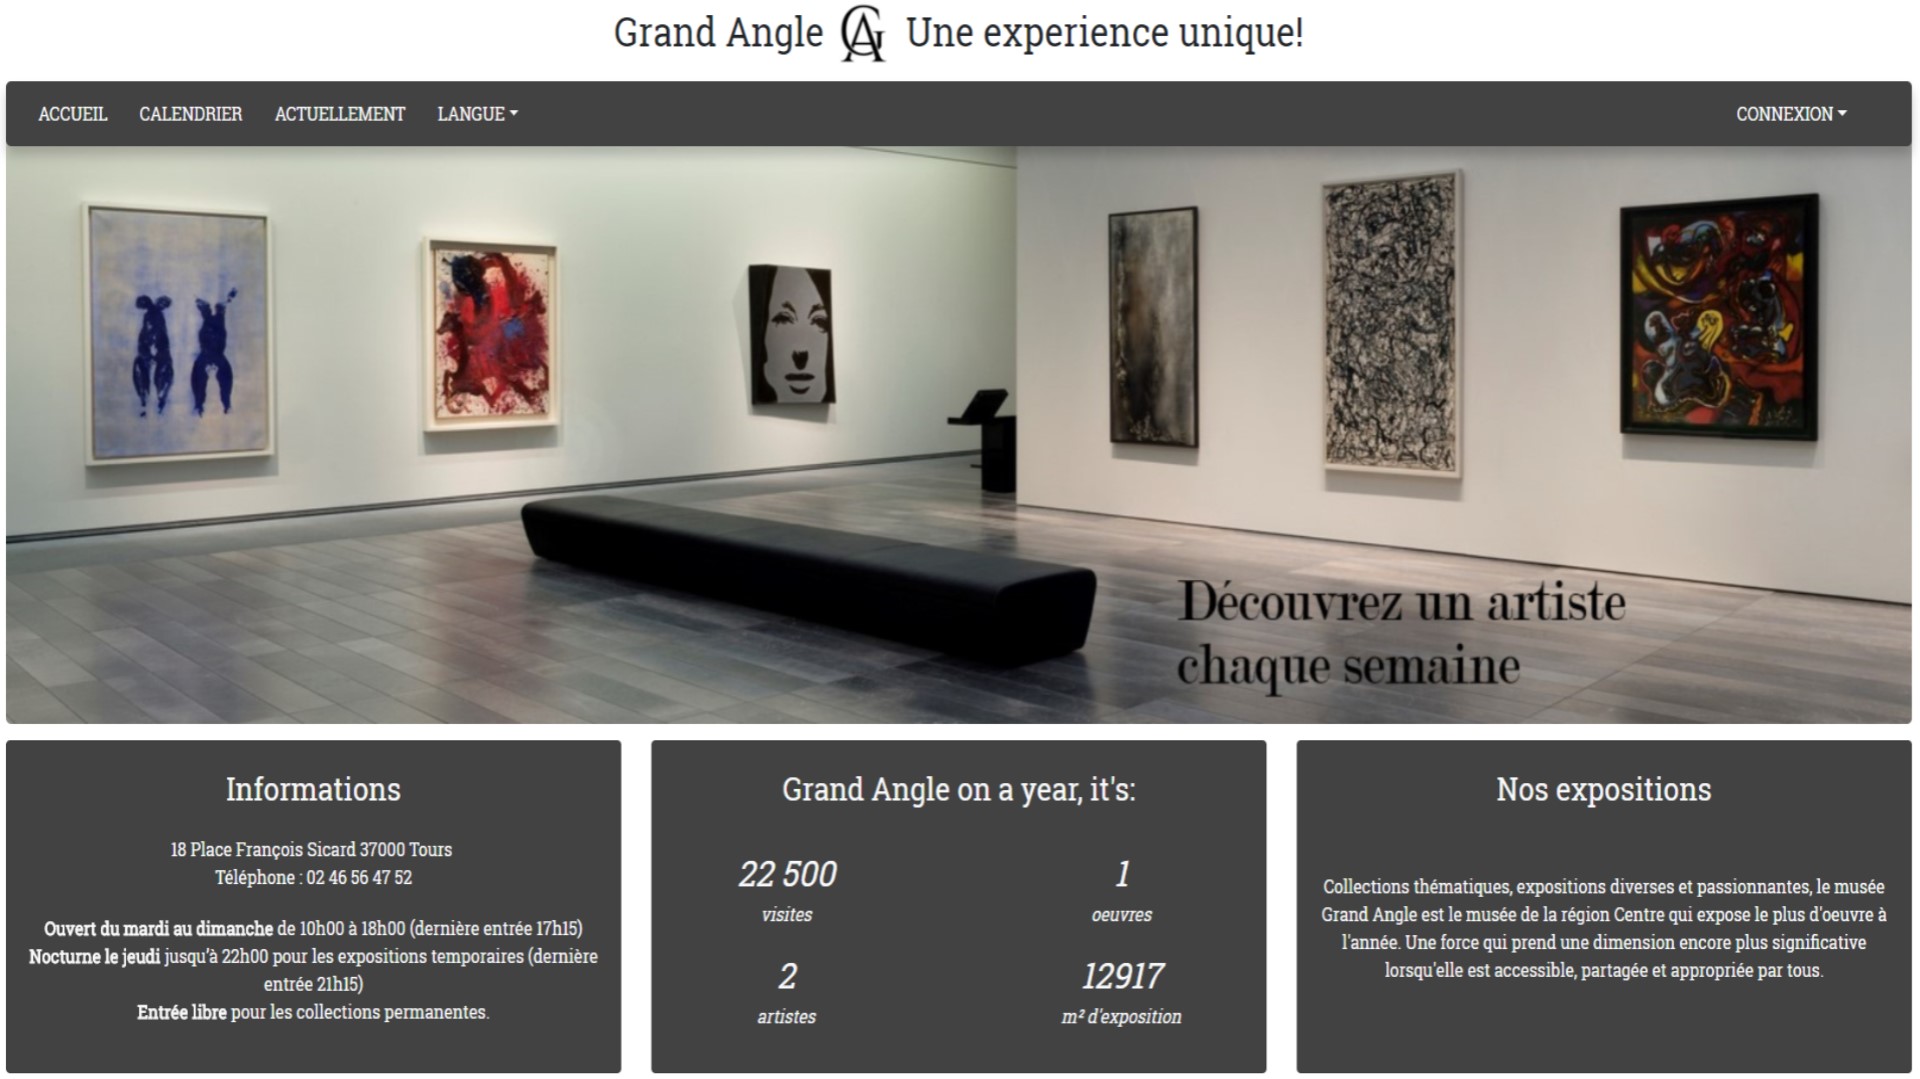 Grand Angle GA Une experience unique!
ACCUEIL CALENDRIER ACTUELLEMENT LANGUE CONNEXION
Découvrez un artiste
chaque semaine
Informations
18 Place François Sicard 37000 Tours
Téléphone : 02 46 56 47 52
Ouvert du mardi au dimanche de 10h00 à 18h00 (dernière entrée 17h15)
Nocturne le jeudi jusqu'à 22h00 pour les expositions temporaires (dernière
entrée 21h15)
Entrée libre pour les collections permanentes.
Grand Angle on a year, it's:
22 500
visites
1
oeuvres
2
artistes
12917
m² d'exposition
Nos expositions
Collections thématiques, expositions diverses et passionnantes, le musée
Grand Angle est le musée de la région Centre qui expose le plus d'oeuvre à
l'année. Une force qui prend une dimension encore plus significative
lorsqu'elle est accessible, partagée et appropriée par tous.